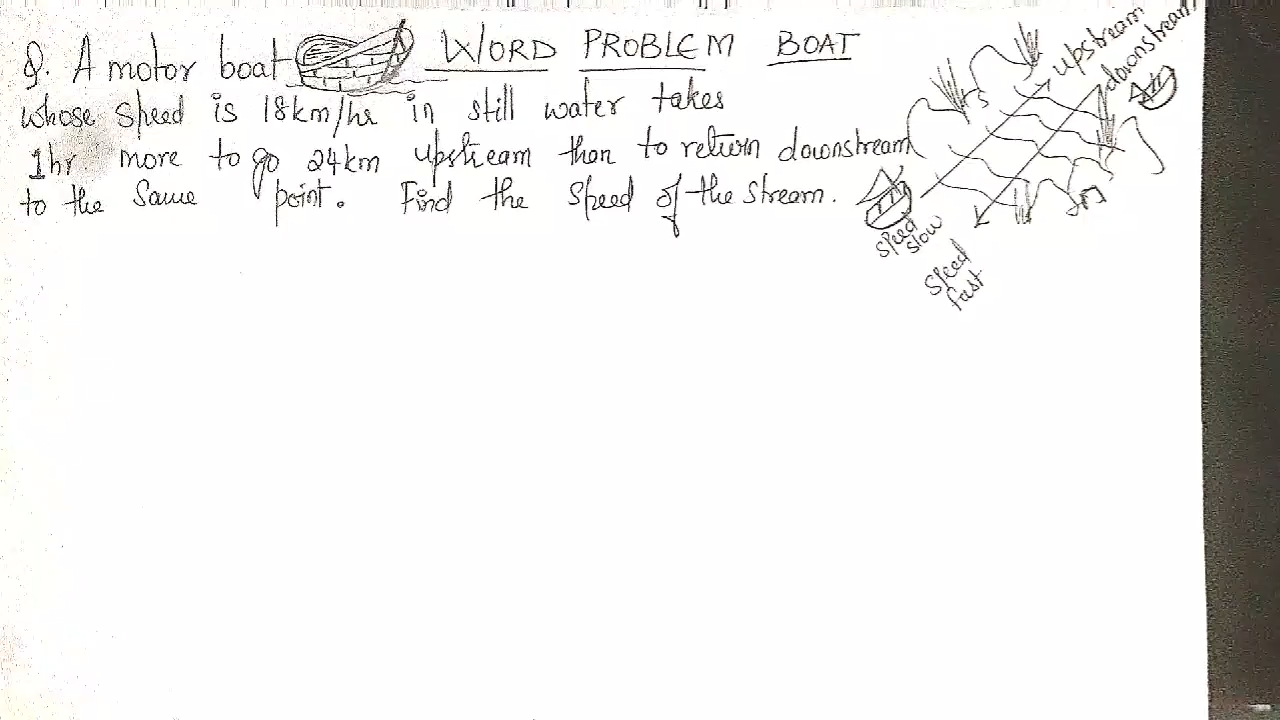 WORD PROBLEM BOAT
Q. A motor boat
whose speed is 18km/hr in still water takes
1hr more to go 24km upstream than to return downstream
to the same point. Find the speed of the stream.
upstream
downstream
speed
slow
speed
fast